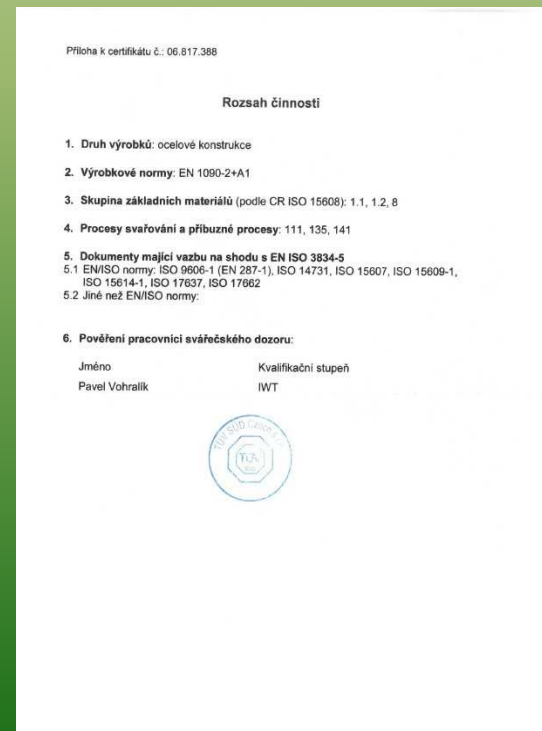 Příloha k certifikátu č.: 06.817.388
Rozsah činnosti
1. Druh výrobků: ocelové konstrukce
2. Výrobkové normy: EN 1090-2+A1
3. Skupina základních materiálů (podle CR ISO 15608): 1.1, 1.2, 8
4. Procesy svařování a příbuzné procesy: 111, 135, 141
5. Dokumenty mající vazbu na shodu s EN ISO 3834-5
5.1 EN/ISO normy: ISO 9606-1 (EN 287-1), ISO 14731, ISO 15607, ISO 15609-1,
ISO 15614-1, ISO 17637, ISO 17662
5.2 Jiné než EN/ISO normy:
6. Pověření pracovníci svářečského dozoru:
Jméno Kvalifikační stupeň
Pavel Vohralík IWT
TÜV SÜD Czech